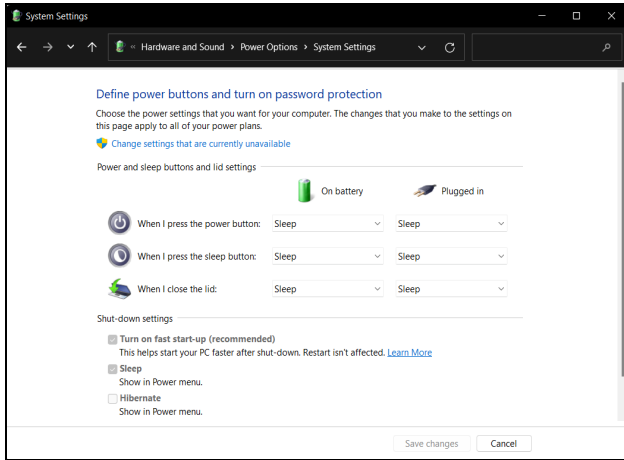 System Settings
« Hardware and Sound › Power Options › System Settings
Define power buttons and turn on password protection
Choose the power settings that you want for your computer. The changes that you make to the settings on
this page apply to all of your power plans.
Change settings that are currently unavailable
Power and sleep buttons and lid settings
On battery Plugged in
When I press the power button: Sleep Sleep
When I press the sleep button: Sleep Sleep
When I close the lid: Sleep Sleep
Shut-down settings
Turn on fast start-up (recommended)
This helps start your PC faster after shut-down. Restart isn't affected. Learn More
Sleep
Show in Power menu.
Hibernate
Show in Power menu.
Save changes Cancel